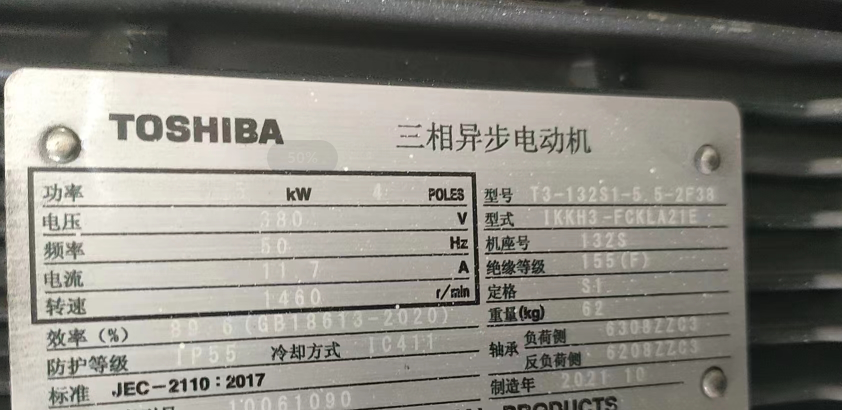 TOSHIBA 三相异步电动机
功率 kW 4 POLES
电压 380 V
频率 50 Hz
电流 11.7 A
转速 1460 r/min
效率(%) 89.6(GB18613-2020)
防护等级 IP55 冷却方式 IC411
标准 JEC-2110:2017
10061090
型号 T3-132S1-5.5-2F38
型式 IKKH3-FCKLA21E
机座号 132S
绝缘等级 155(F)
定格 S1
重量(kg) 62
轴承 负荷侧 6308ZZC3
反负荷侧 6208ZZC3
制造年 2021 10
PRODUCTS